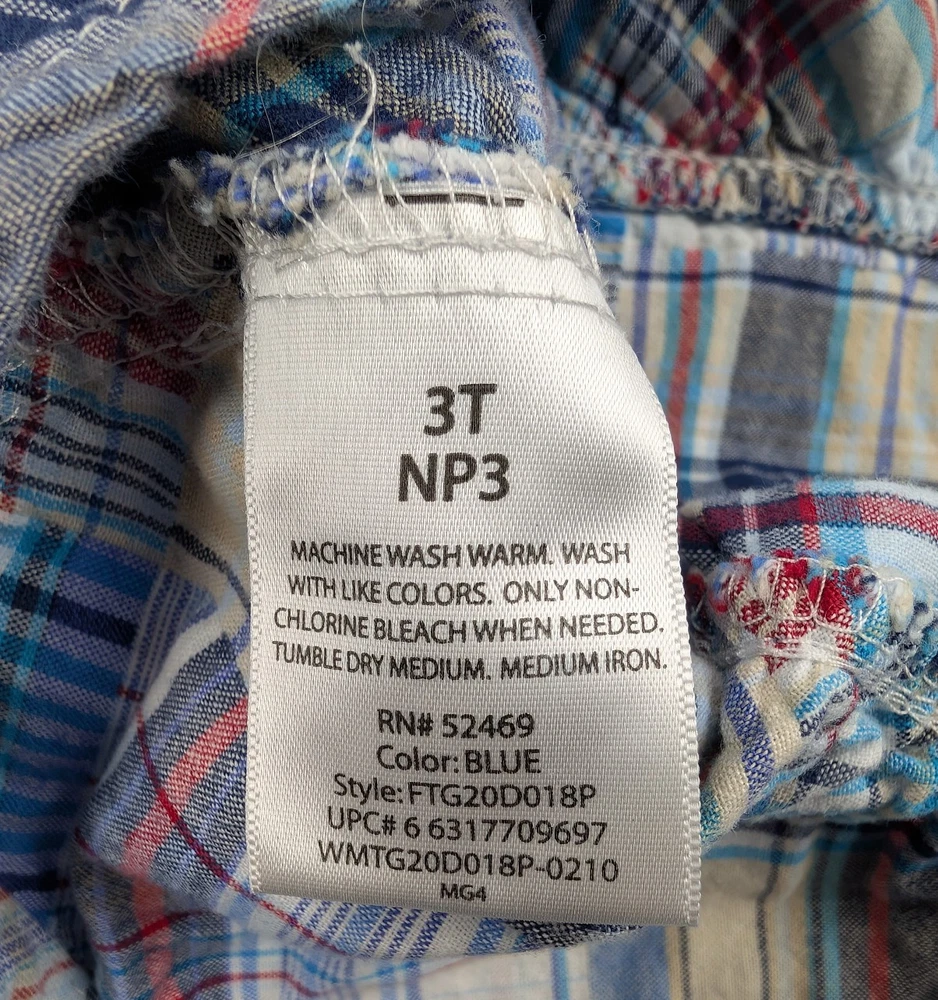 3T
NP3
MACHINE WASH WARM. WASH
WITH LIKE COLORS. ONLY NON-
CHLORINE BLEACH WHEN NEEDED.
TUMBLE DRY MEDIUM. MEDIUM IRON.
RN# 52469
Color: BLUE
Style: FTG20D018P
UPC# 6 6317709697
WMTG20D018P-0210
MG4